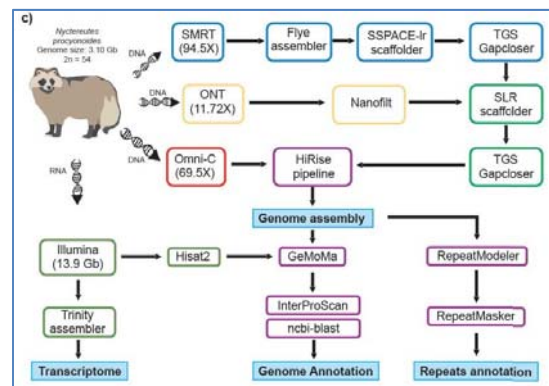 c)
Nyctereutes
procyonoides
Genome size: 3.10 Gb
2n = 54
DNA
SMRT
(94.5X)
Flye
assembler
SSPACE-lr
scaffolder
TGS
Gapcloser
DNA
ONT
(11.72X)
Nanofilt
SLR
scaffolder
DNA
Omni-C
(69.5X)
HiRise
pipeline
TGS
Gapcloser
RNA
Genome assembly
Illumina
(13.9 Gb)
Hisat2
GeMoMa
RepeatModeler
Trinity
assembler
InterProScan
ncbi-blast
RepeatMasker
Transcriptome
Genome Annotation
Repeats annotation